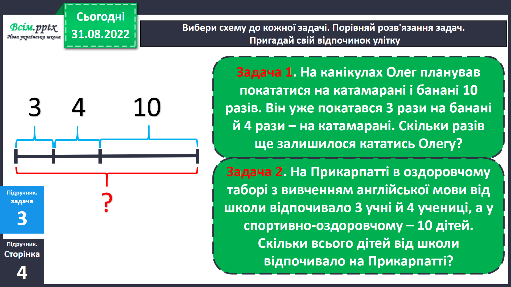 Всім.pptx
Нова українська школа
Сьогодні
31.08.2022
Вибери схему до кожної задачі. Порівняй розв'язання задач.
Пригадай свій відпочинок улітку
3 4 10
?
Підручник.
задача
3
Підручник.
Сторінка
4
Задача 1. На канікулах Олег планував
покататися на катамарані і банані 10
разів. Він уже покатався 3 рази на банані
й 4 рази – на катамарані. Скільки разів
ще залишилося кататись Олегу?
Задача 2. На Прикарпатті в оздоровчому
таборі з вивченням англійської мови від
школи відпочивало 3 учні й 4 учениці, а у
спортивно-оздоровчому – 10 дітей.
Скільки всього дітей від школи
відпочивало на Прикарпатті?